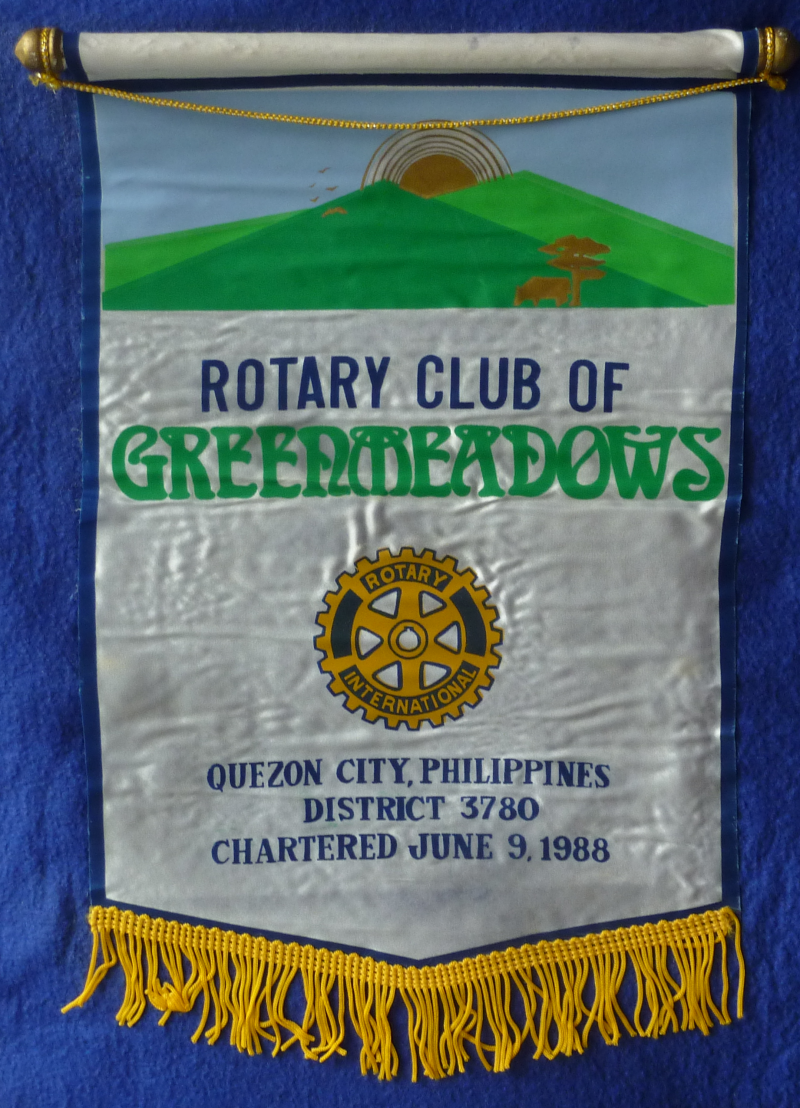 ROTARY CLUB OF
GREENMEADOWS
ROTARY
INTERNATIONAL
QUEZON CITY, PHILIPPINES
DISTRICT 3780
CHARTERED JUNE 9, 1988